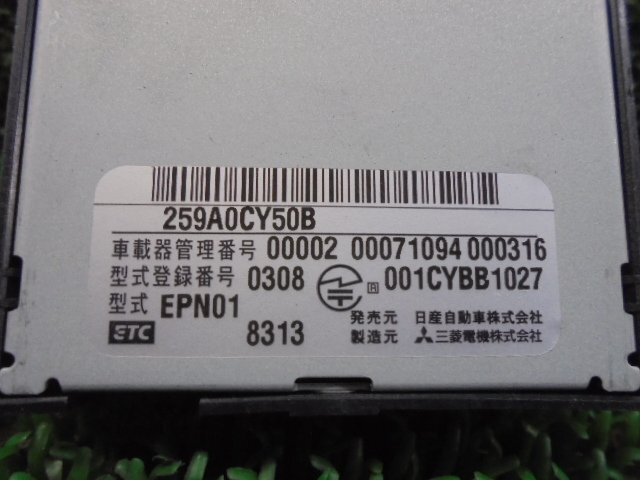 259A0CY50B
車載器管理番号 00002 00071094 000316
型式登録番号 0308 R 001CYBB1027
型式 EPN01
発売元 日産自動車株式会社
ETC 8313 製造元 三菱電機株式会社